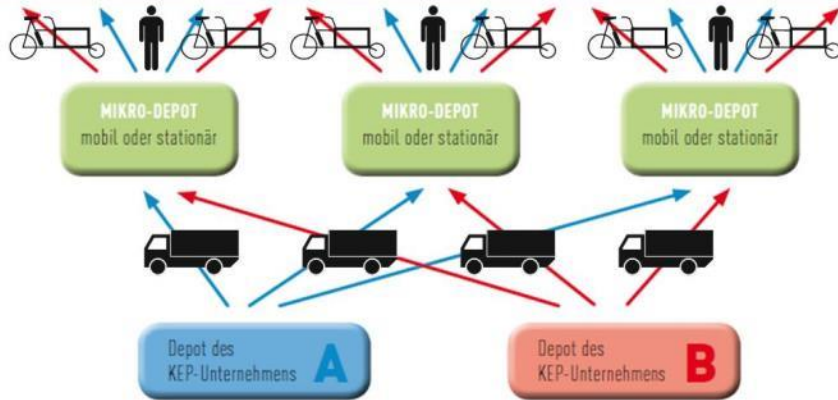 MIKRO-DEPOT
mobil oder stationär
MIKRO-DEPOT
mobil oder stationär
MIKRO-DEPOT
mobil oder stationär
Depot des
KEP-Unternehmens A
Depot des
KEP-Unternehmens B